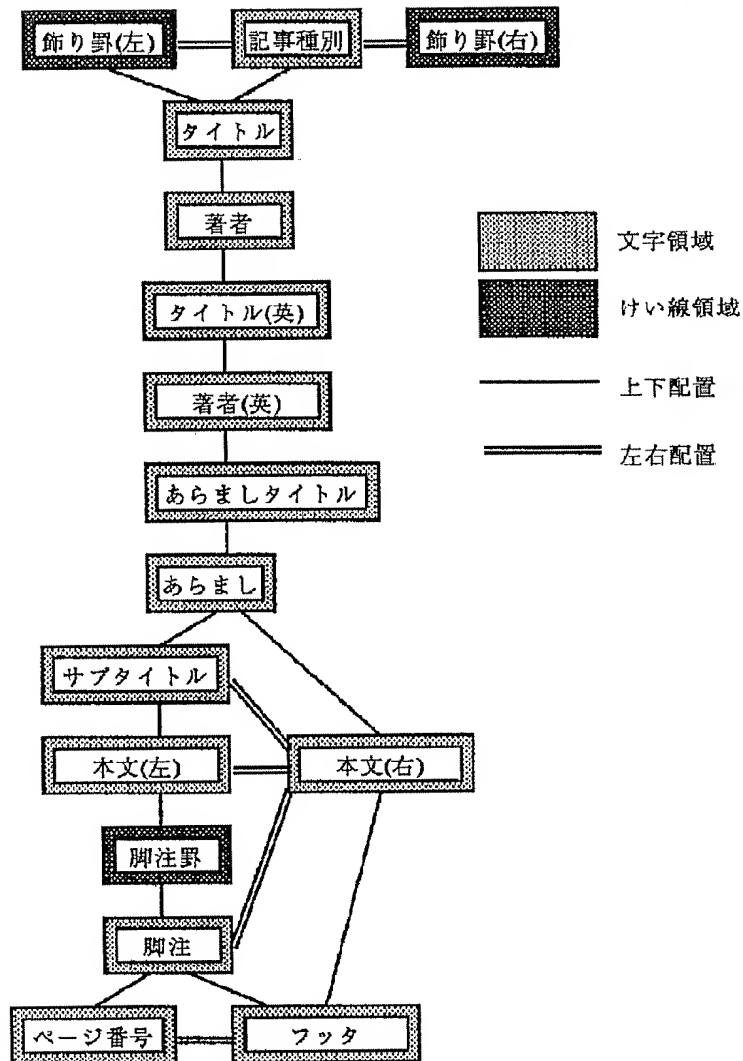 飾り罫(左)
記事種別
飾り罫(右)
タイトル
著者
タイトル(英)
著者(英)
あらましタイトル
あらまし
サブタイトル
本文(左)
本文(右)
脚注罫
脚注
ページ番号
フッタ
文字領域
けい線領域
上下配置
左右配置